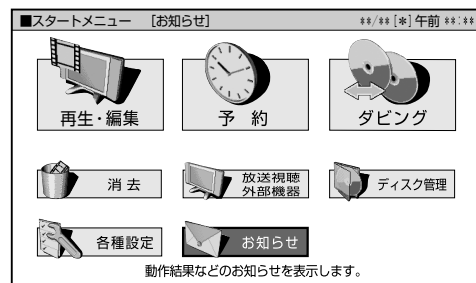 ■スタートメニュー　[お知らせ]　**/**[*]午前**:**
再生・編集
予 約
ダビング
消 去
放送視聴
外部機器
ディスク管理
各種設定
お知らせ
動作結果などのお知らせを表示します。